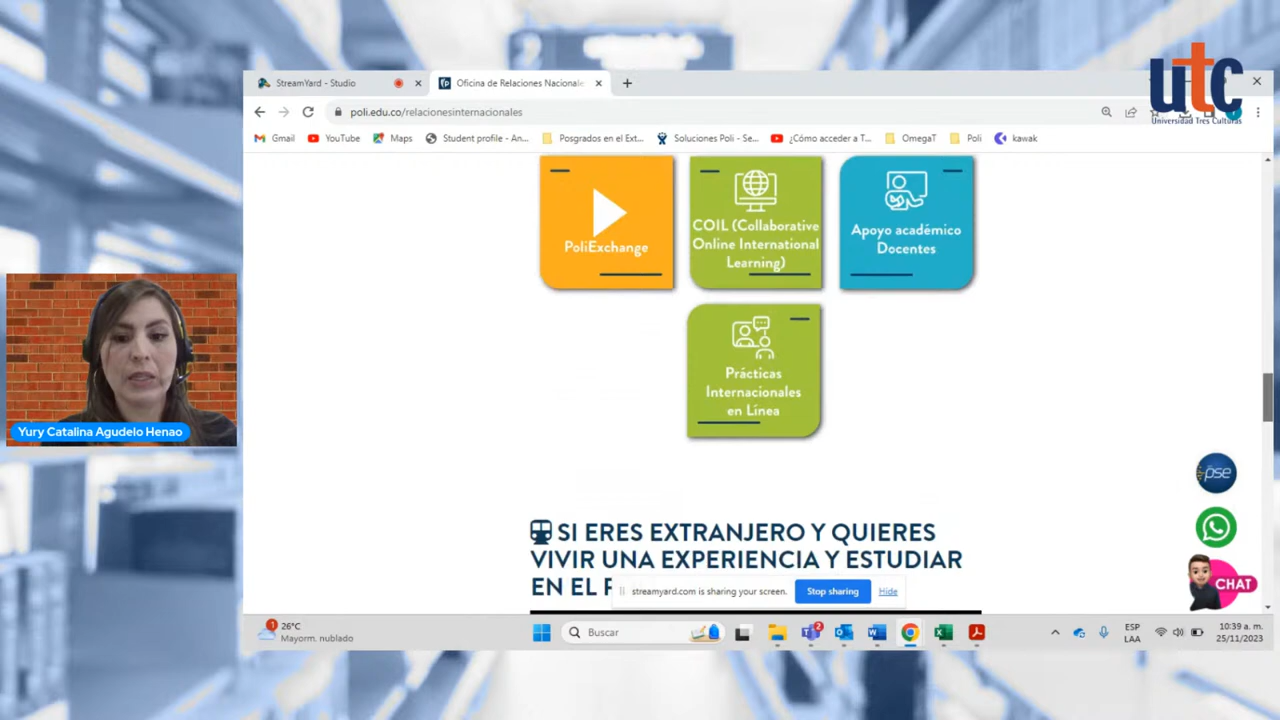 utc
Universidad Tres Culturas
StreamYard - Studio
Oficina de Relaciones Nacionale
poli.edu.co/relacionesinternacionales
Gmail
YouTube
Maps
Student profile - An...
Posgrados en el Ext...
Soluciones Poli - Se...
¿Cómo acceder a T...
OmegaT
Poli
kawak
PoliExchange
COIL (Collaborative
Online International
Learning)
Apoyo académico
Docentes
Prácticas
Internacionales
en Línea
SI ERES EXTRANJERO Y QUIERES
VIVIR UNA EXPERIENCIA Y ESTUDIAR
EN EL
streamyard.com is sharing your screen.
Stop sharing
Hide
pse
CHAT
Yury Catalina Agudelo Henao
1
26°C
Mayorm. nublado
Buscar
2
ESP
LAA
10:39 a. m.
25/11/2023